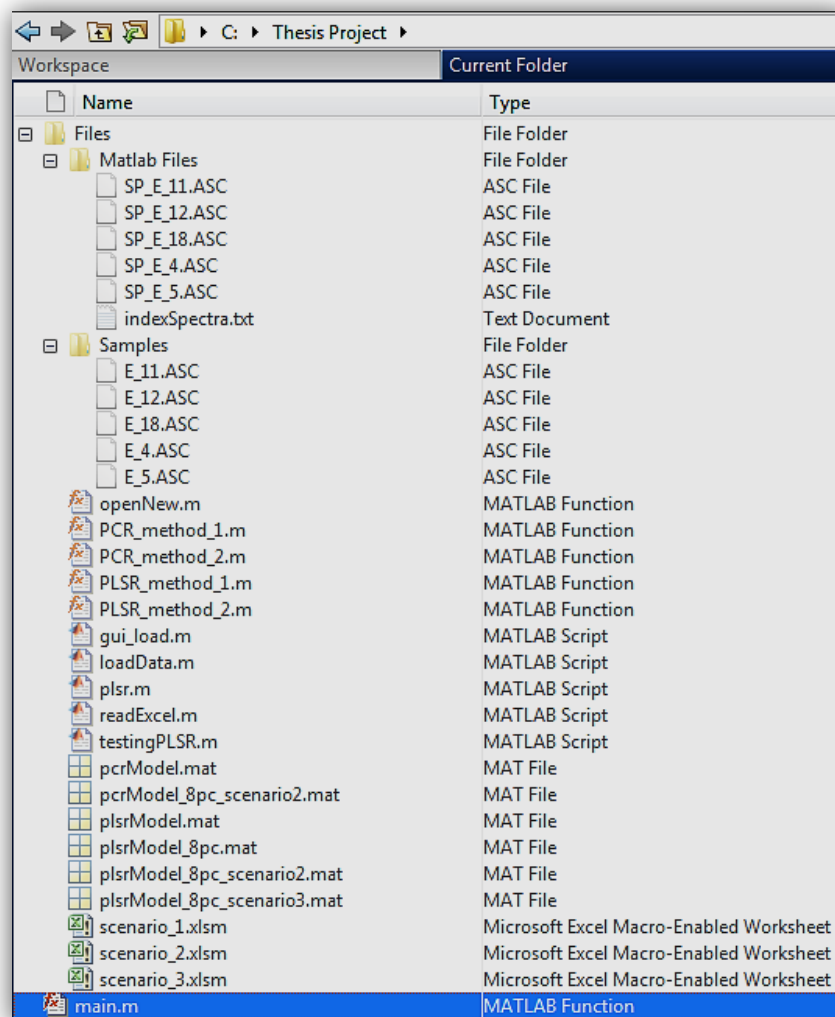 C: Thesis Project
Workspace Current Folder
Name Type
Files File Folder
Matlab Files File Folder
SP_E_11.ASC ASC File
SP_E_12.ASC ASC File
SP_E_18.ASC ASC File
SP_E_4.ASC ASC File
SP_E_5.ASC ASC File
indexSpectra.txt Text Document
Samples File Folder
E_11.ASC ASC File
E_12.ASC ASC File
E_18.ASC ASC File
E_4.ASC ASC File
E_5.ASC ASC File
openNew.m MATLAB Function
PCR_method_1.m MATLAB Function
PCR_method_2.m MATLAB Function
PLSR_method_1.m MATLAB Function
PLSR_method_2.m MATLAB Function
gui_load.m MATLAB Script
loadData.m MATLAB Script
plsr.m MATLAB Script
readExcel.m MATLAB Script
testingPLSR.m MATLAB Script
pcrModel.mat MAT File
pcrModel_8pc_scenario2.mat MAT File
plsrModel.mat MAT File
plsrModel_8pc.mat MAT File
plsrModel_8pc_scenario2.mat MAT File
plsrModel_8pc_scenario3.mat MAT File
scenario_1.xlsm Microsoft Excel Macro-Enabled Worksheet
scenario_2.xlsm Microsoft Excel Macro-Enabled Worksheet
scenario_3.xlsm Microsoft Excel Macro-Enabled Worksheet
main.m MATLAB Function